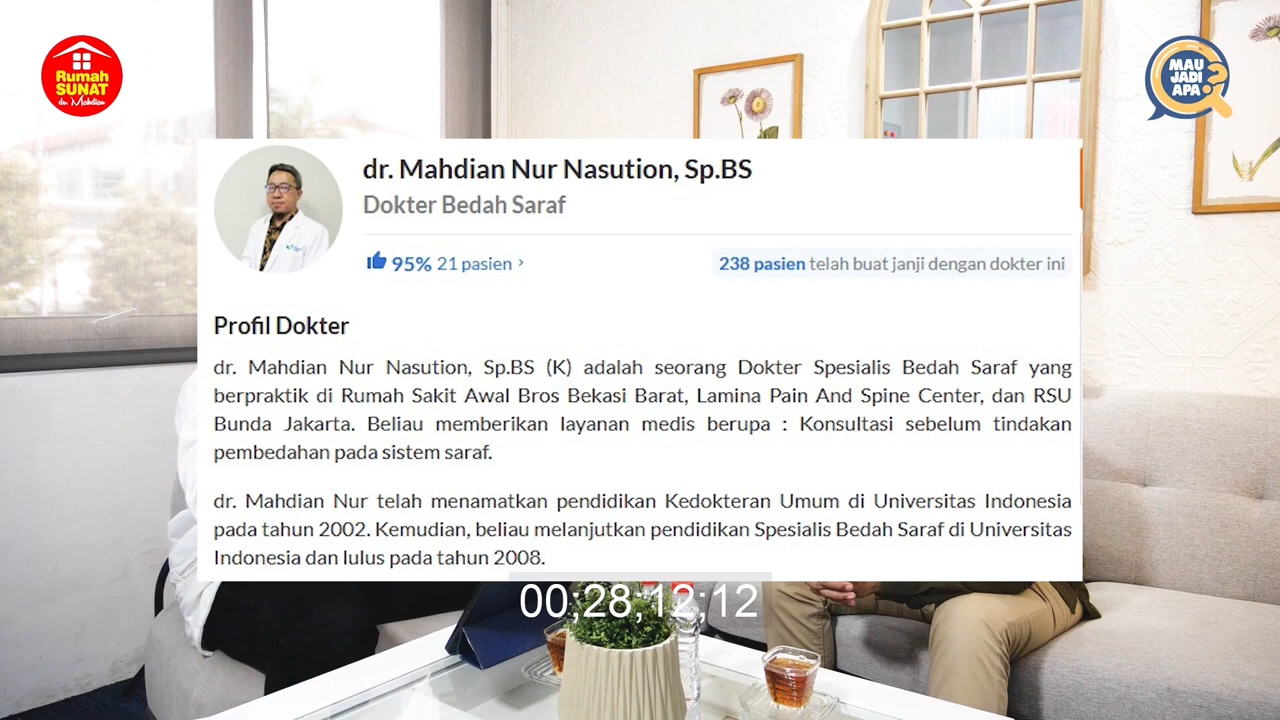 Rumah
SUNAT
dr. Mahdian
MAU
JADI
APA?
dr. Mahdian Nur Nasution, Sp.BS
Dokter Bedah Saraf
95% 21 pasien >
238 pasien telah buat janji dengan dokter ini
Profil Dokter
dr. Mahdian Nur Nasution, Sp.BS (K) adalah seorang Dokter Spesialis Bedah Saraf yang
berpraktik di Rumah Sakit Awal Bros Bekasi Barat, Lamina Pain And Spine Center, dan RSU
Bunda Jakarta. Beliau memberikan layanan medis berupa : Konsultasi sebelum tindakan
pembedahan pada sistem saraf.
dr. Mahdian Nur telah menamatkan pendidikan Kedokteran Umum di Universitas Indonesia
pada tahun 2002. Kemudian, beliau melanjutkan pendidikan Spesialis Bedah Saraf di Universitas
Indonesia dan lulus pada tahun 2008.
00;28;12;12